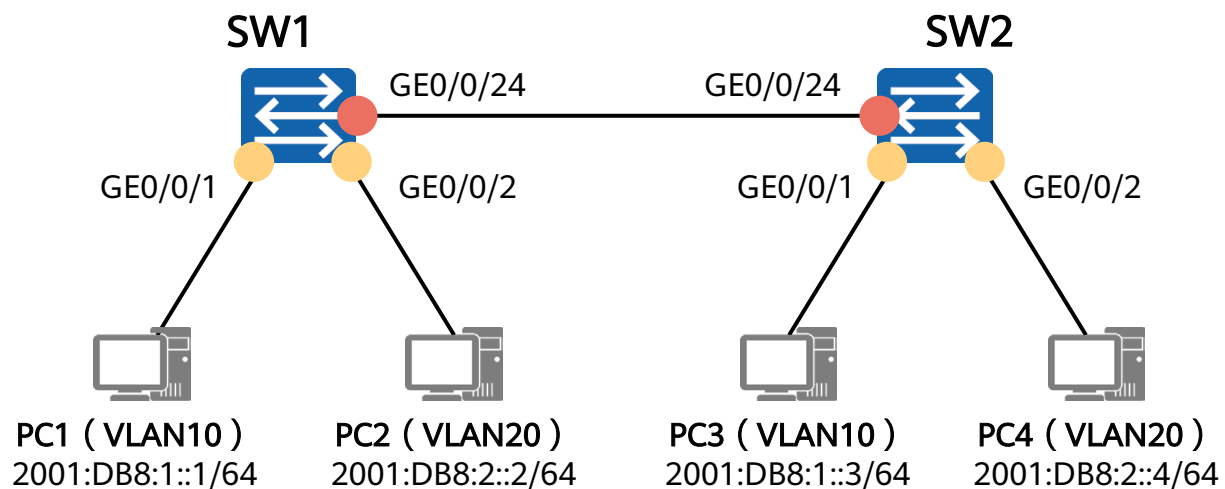 SW1
SW2
GE0/0/24
GE0/0/24
GE0/0/1
GE0/0/2
GE0/0/1
GE0/0/2
PC1（VLAN10）
PC2（VLAN20）
PC3（VLAN10）
PC4（VLAN20）
2001:DB8:1::1/64
2001:DB8:2::2/64
2001:DB8:1::3/64
2001:DB8:2::4/64